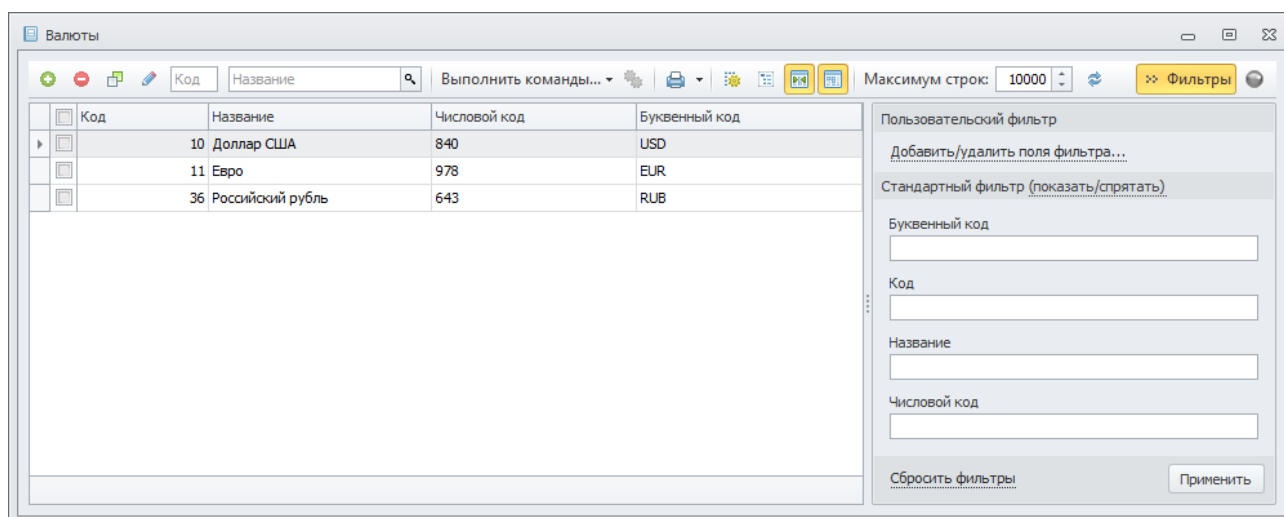 Валюты
Код Название Выполнить команды... Максимум строк: 10000 Фильтры
Код Название Числовой код Буквенный код
10 Доллар США 840 USD
11 Евро 978 EUR
36 Российский рубль 643 RUB
Пользовательский фильтр
Добавить/удалить поля фильтра...
Стандартный фильтр (показать/спрятать)
Буквенный код
Код
Название
Числовой код
Сбросить фильтры Применить